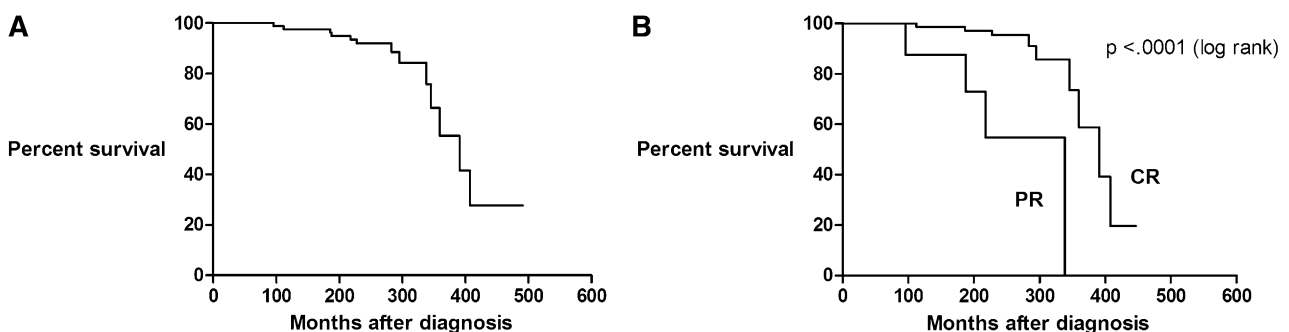 A
100
80
60
40
20
0
Percent survival
0 100 200 300 400 500 600
Months after diagnosis
B
p <.0001 (log rank)
100
80
60
40
20
0
Percent survival
CR
PR
0 100 200 300 400 500 600
Months after diagnosis